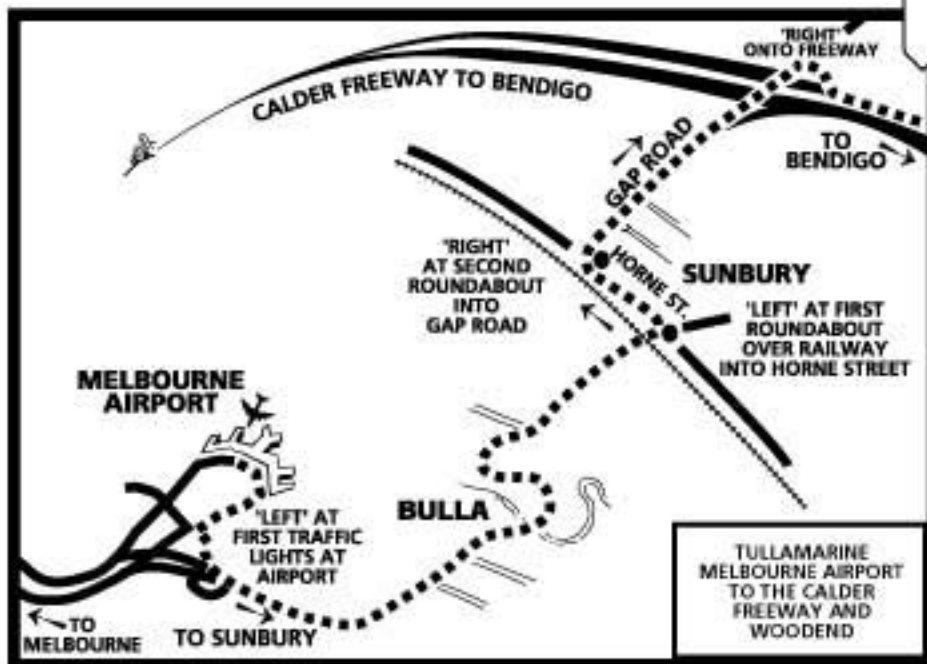 'RIGHT'
ONTO FREEWAY
CALDER FREEWAY TO BENDIGO
TO
BENDIGO
GAP ROAD
'RIGHT'
AT SECOND
ROUNDABOUT
INTO
GAP ROAD
HORNE ST.
SUNBURY
'LEFT' AT FIRST
ROUNDABOUT
OVER RAILWAY
INTO HORNE STREET
MELBOURNE
AIRPORT
BULLA
'LEFT' AT
FIRST TRAFFIC
LIGHTS AT
AIRPORT
TO
MELBOURNE
TO SUNBURY
TULLAMARINE
MELBOURNE AIRPORT
TO THE CALDER
FREEWAY AND
WOODEND